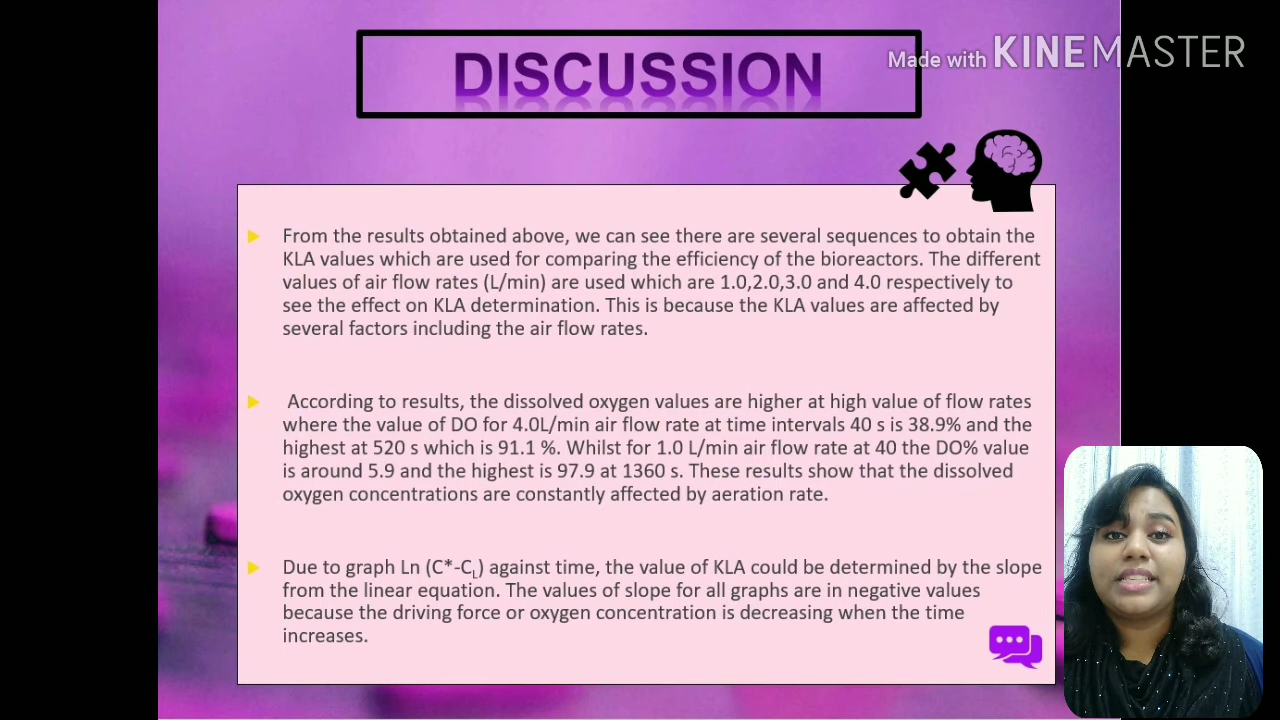 DISCUSSION
Made with KINEMASTER
From the results obtained above, we can see there are several sequences to obtain the
KLA values which are used for comparing the efficiency of the bioreactors. The different
values of air flow rates (L/min) are used which are 1.0,2.0,3.0 and 4.0 respectively to
see the effect on KLA determination. This is because the KLA values are affected by
several factors including the air flow rates.
According to results, the dissolved oxygen values are higher at high value of flow rates
where the value of DO for 4.0L/min air flow rate at time intervals 40 s is 38.9% and the
highest at 520 s which is 91.1 %. Whilst for 1.0 L/min air flow rate at 40 the DO% value
is around 5.9 and the highest is 97.9 at 1360 s. These results show that the dissolved
oxygen concentrations are constantly affected by aeration rate.
Due to graph Ln (C*-CL) against time, the value of KLA could be determined by the slope
from the linear equation. The values of slope for all graphs are in negative values
because the driving force or oxygen concentration is decreasing when the time
increases.